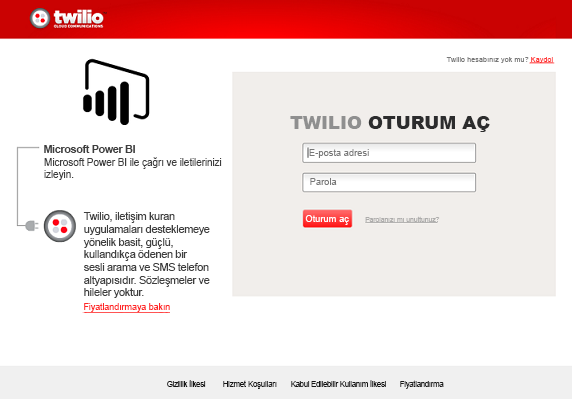 twilio
CLOUD COMMUNICATIONS
Twilio hesabınız yok mu? Kaydol
TWILIO OTURUM AÇ
E-posta adresi
Parola
Oturum aç
Parolanızı mı unuttunuz?
Microsoft Power BI
Microsoft Power BI ile çağrı ve iletilerinizi
izleyin.
Twilio, iletişim kuran
uygulamaları desteklemeye
yönelik basit, güçlü,
kullandıkça ödenen bir
sesli arama ve SMS telefon
altyapısıdır. Sözleşmeler ve
hileler yoktur.
Fiyatlandırmaya bakın
Gizlilik İlkesi
Hizmet Koşulları
Kabul Edilebilir Kullanım İlkesi
Fiyatlandırma